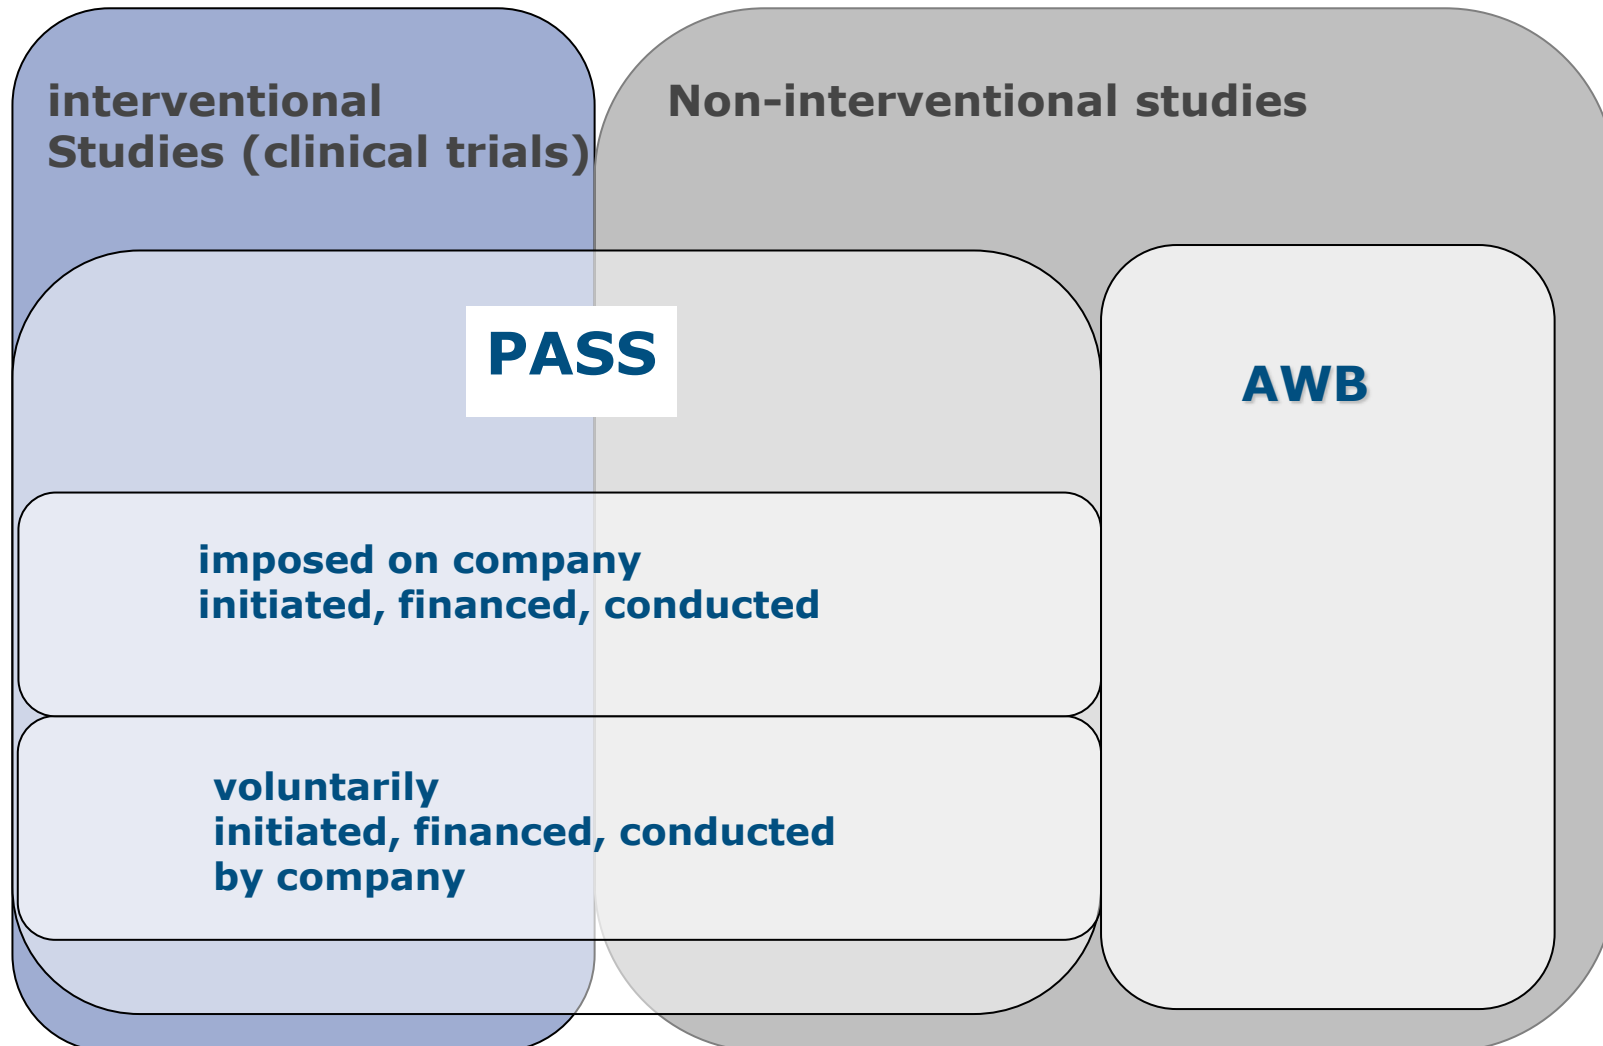 interventional
Studies (clinical trials)
Non-interventional studies
PASS
AWB
imposed on company
initiated, financed, conducted
voluntarily
initiated, financed, conducted
by company